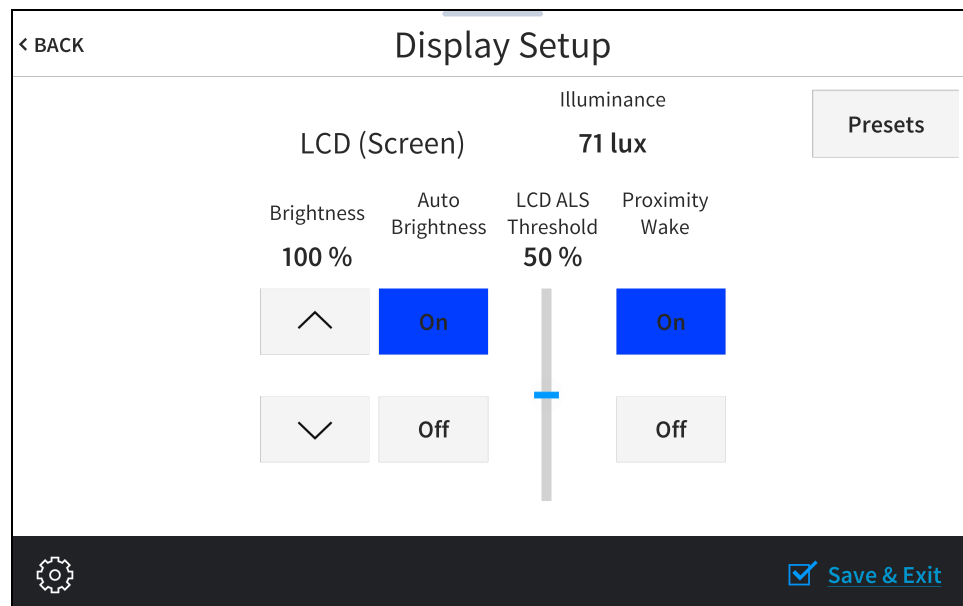 < BACK
Display Setup
Illuminance
Presets
LCD (Screen)
71 lux
Brightness
100 %
Auto
Brightness
LCD ALS
Threshold
50 %
Proximity
Wake
On
On
Off
Off
Save & Exit